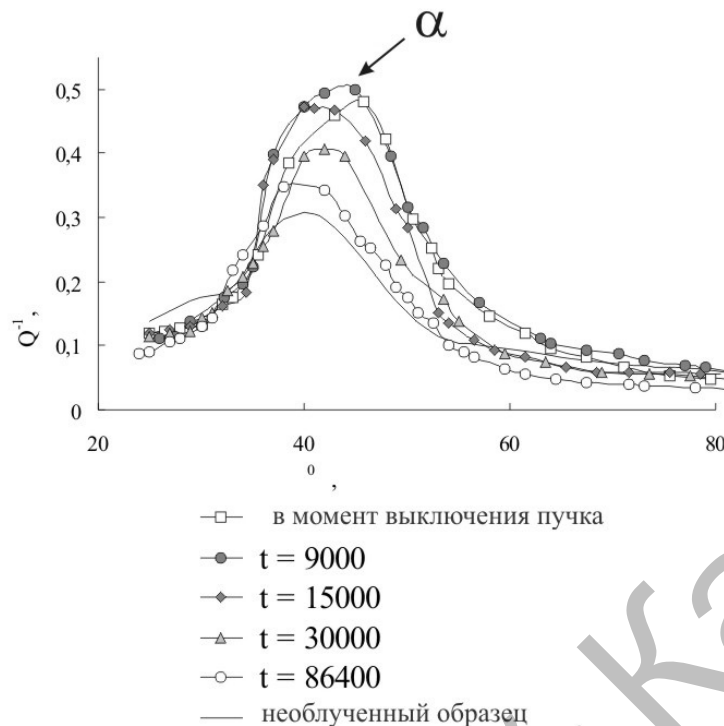 α
0,5
0,4
0,3
0,2
0,1
0
Q⁻¹,
20 40 60 80
0 ,
в момент выключения пучка
t = 9000
t = 15000
t = 30000
t = 86400
необлученный образец